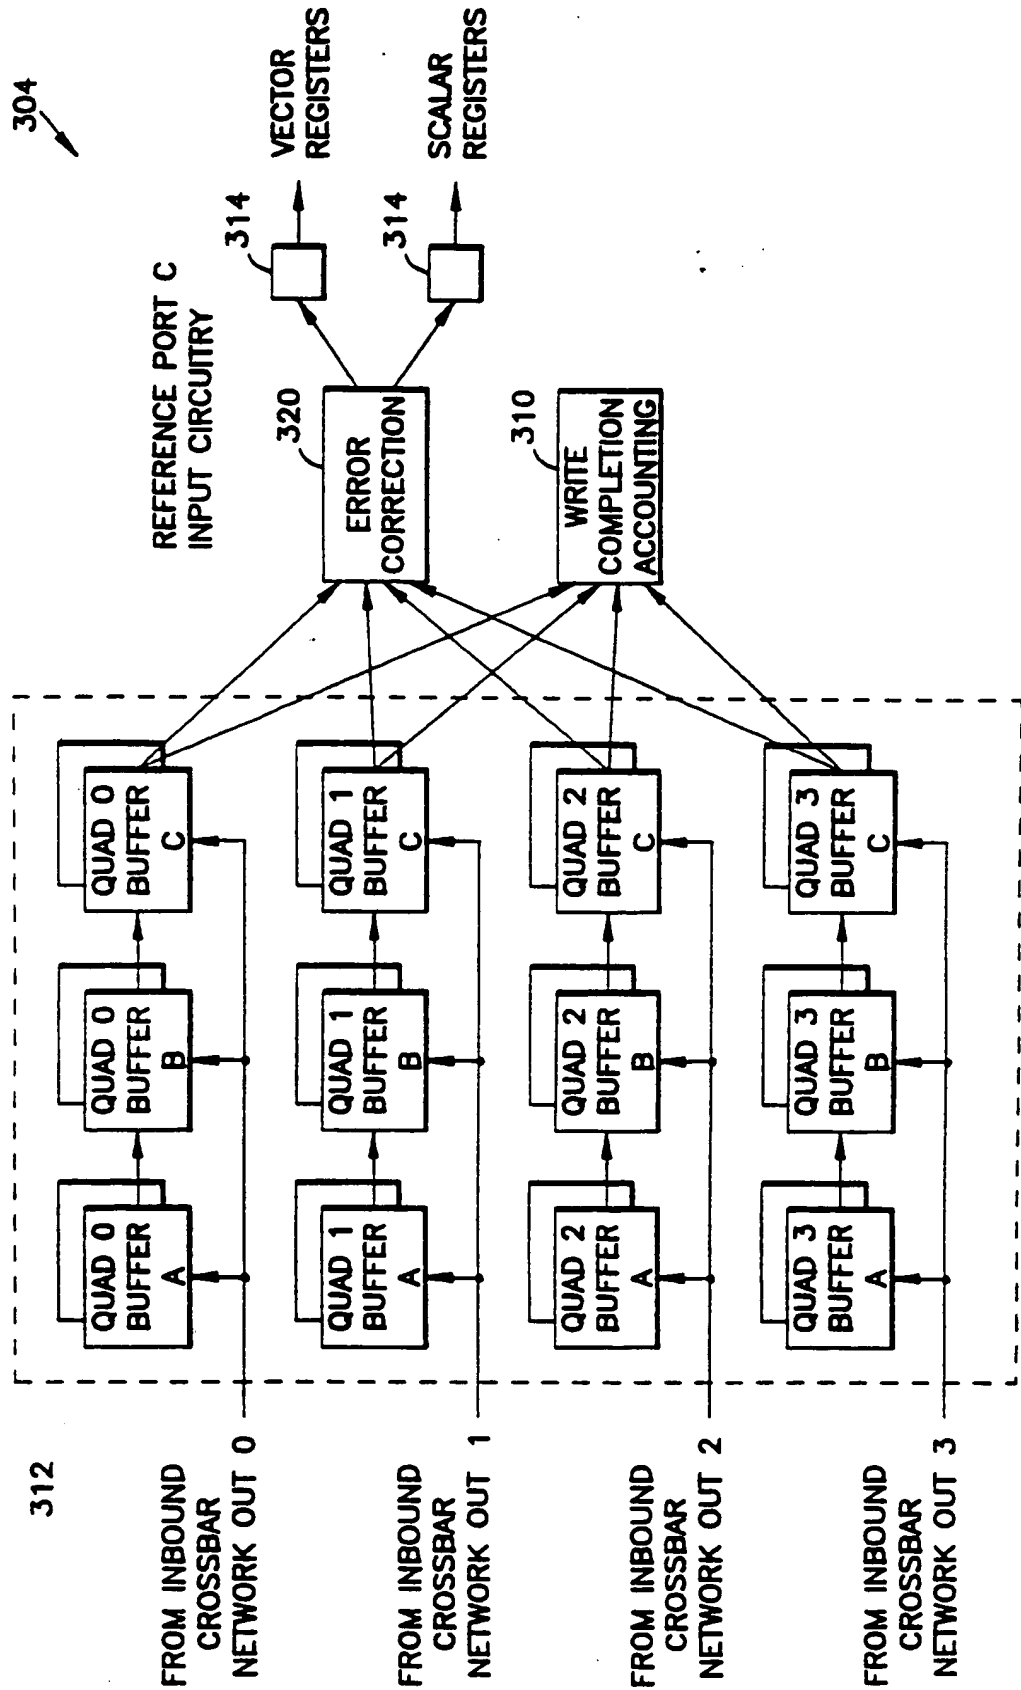 304
REFERENCE PORT C
INPUT CIRCUITRY
312
FROM INBOUND
CROSSBAR
NETWORK OUT 0
QUAD 0
BUFFER
A
QUAD 0
BUFFER
B
QUAD 0
BUFFER
C
FROM INBOUND
CROSSBAR
NETWORK OUT 1
QUAD 1
BUFFER
A
QUAD 1
BUFFER
B
QUAD 1
BUFFER
C
FROM INBOUND
CROSSBAR
NETWORK OUT 2
QUAD 2
BUFFER
A
QUAD 2
BUFFER
B
QUAD 2
BUFFER
C
FROM INBOUND
CROSSBAR
NETWORK OUT 3
QUAD 3
BUFFER
A
QUAD 3
BUFFER
B
QUAD 3
BUFFER
C
320
ERROR
CORRECTION
310
WRITE
COMPLETION
ACCOUNTING
314
VECTOR
REGISTERS
314
SCALAR
REGISTERS